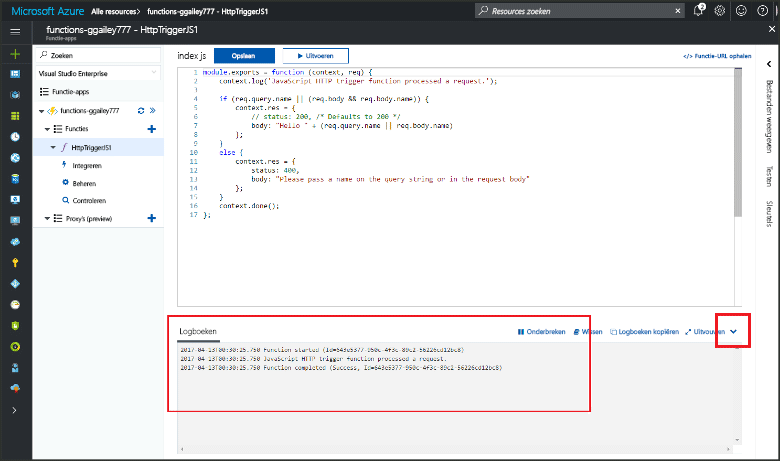 Microsoft Azure Alle resources> functions-ggailey777 - HttpTriggerJS1
Resources zoeken
2
functions-ggailey777 - HttpTriggerJS1
Functie-apps
Zoeken
Visual Studio Enterprise
Functie-apps
functions-ggailey777
Functies
HttpTriggerJS1
Integreren
Beheren
Controleren
Proxy's (preview)
index.js Opslaan Uitvoeren </> Functie-URL ophalen
1 module.exports = function (context, req) {
2 context.log('JavaScript HTTP trigger function processed a request.');
3
4 if (req.query.name || (req.body && req.body.name)) {
5 context.res = {
6 // status: 200, /* Defaults to 200 */
7 body: "Hello " + (req.query.name || req.body.name)
8 };
9 }
10 else {
11 context.res = {
12 status: 400,
13 body: "Please pass a name on the query string or in the request body"
14 };
15 }
16 context.done();
17 };
Bestanden weergeven
Testen
Sleutels
Logboeken Onderbreken Wissen Logboeken kopiëren Uitvouwen
2017-04-13T00:30:25.750 Function started (Id=643e5377-950c-4f3c-89c2-56226cd12bc8)
2017-04-13T00:30:25.750 JavaScript HTTP trigger function processed a request.
2017-04-13T00:30:25.750 Function completed (Success, Id=643e5377-950c-4f3c-89c2-56226cd12bc8)